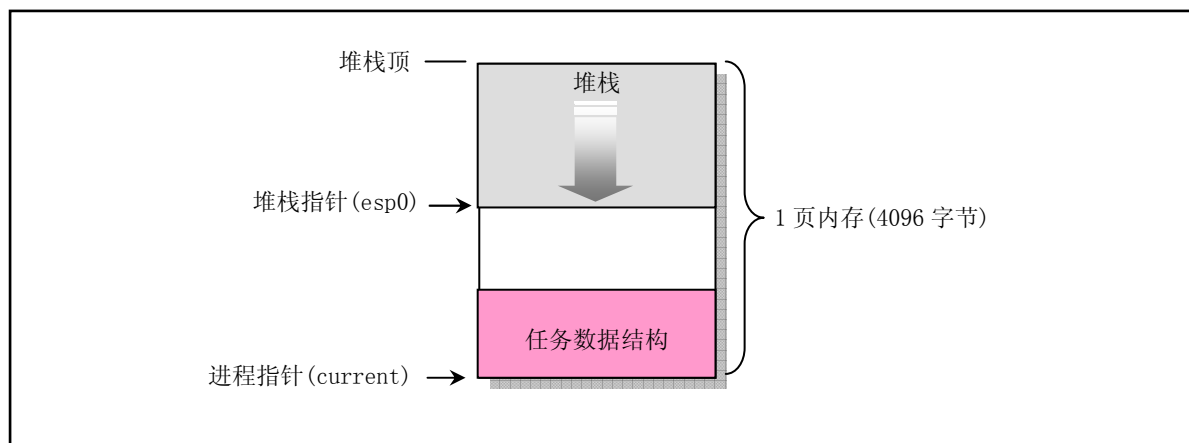 堆栈顶
堆栈
堆栈指针(esp0)
1 页内存(4096 字节)
任务数据结构
进程指针(current)